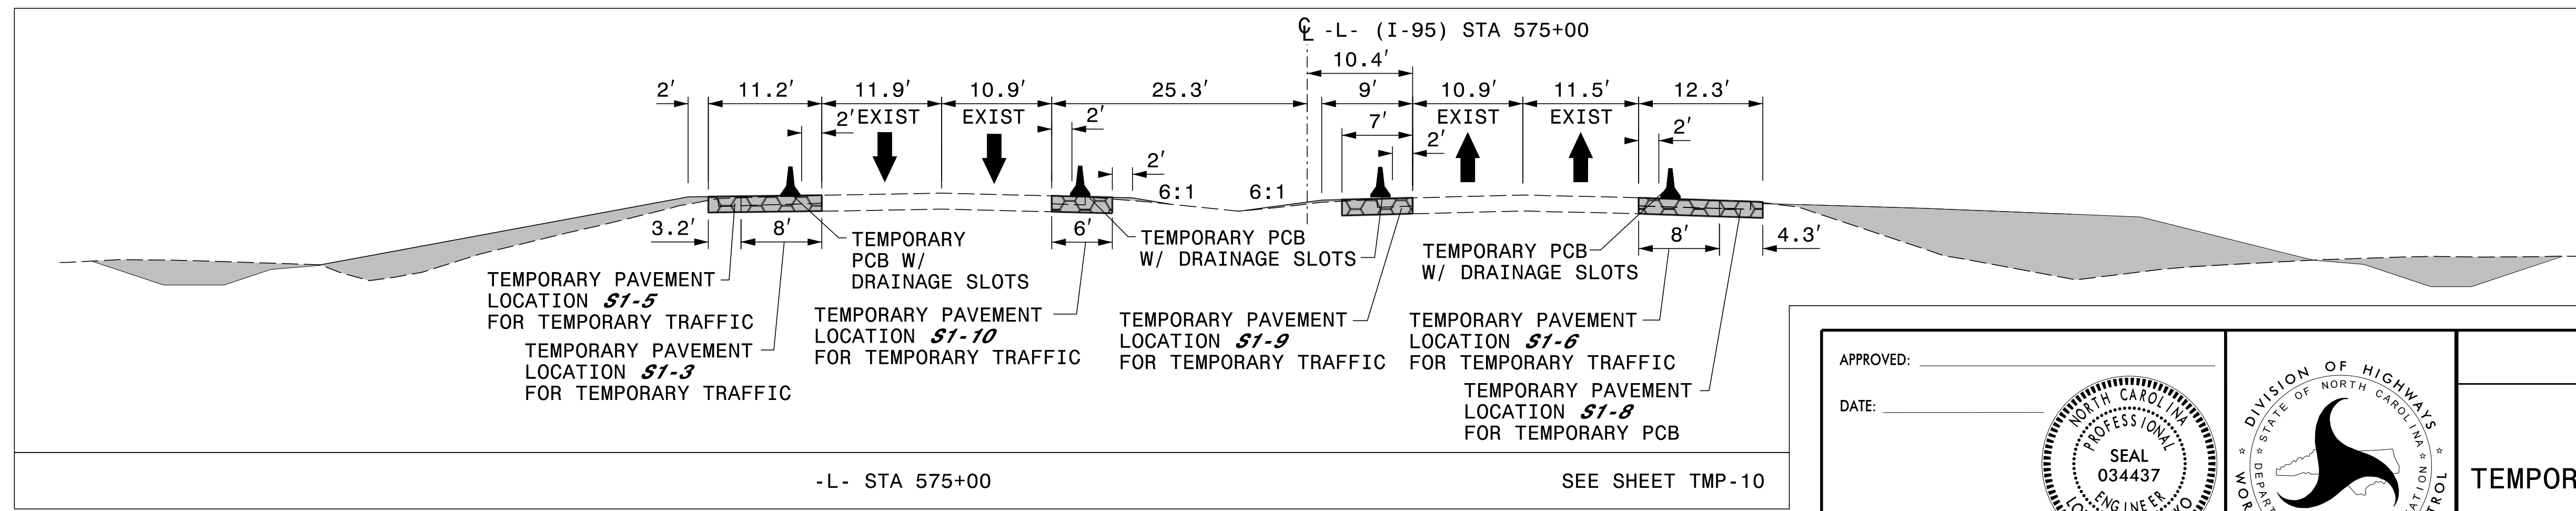 ℄ -L- (I-95) STA 575+00
10.4'
2' 11.2' 11.9' 10.9' 25.3' 9' 10.9' 11.5' 12.3'
EXIST EXIST EXIST EXIST
2' 2' 7' 2' 2'
2'
6:1 6:1
3.2' 8' 6' 8' 4.3'
TEMPORARY
PCB W/
DRAINAGE SLOTS
TEMPORARY PCB
W/ DRAINAGE SLOTS
TEMPORARY PCB
W/ DRAINAGE SLOTS
TEMPORARY PAVEMENT
LOCATION S1-5
FOR TEMPORARY TRAFFIC
TEMPORARY PAVEMENT
LOCATION S1-3
FOR TEMPORARY TRAFFIC
TEMPORARY PAVEMENT
LOCATION S1-10
FOR TEMPORARY TRAFFIC
TEMPORARY PAVEMENT
LOCATION S1-9
FOR TEMPORARY TRAFFIC
TEMPORARY PAVEMENT
LOCATION S1-6
FOR TEMPORARY TRAFFIC
TEMPORARY PAVEMENT
LOCATION S1-8
FOR TEMPORARY PCB
-L- STA 575+00
SEE SHEET TMP-10
APPROVED:
DATE:
NORTH CAROLINA
PROFESSIONAL
SEAL
034437
ENGINEER
DIVISION OF HIGHWAYS
STATE OF NORTH CAROLINA